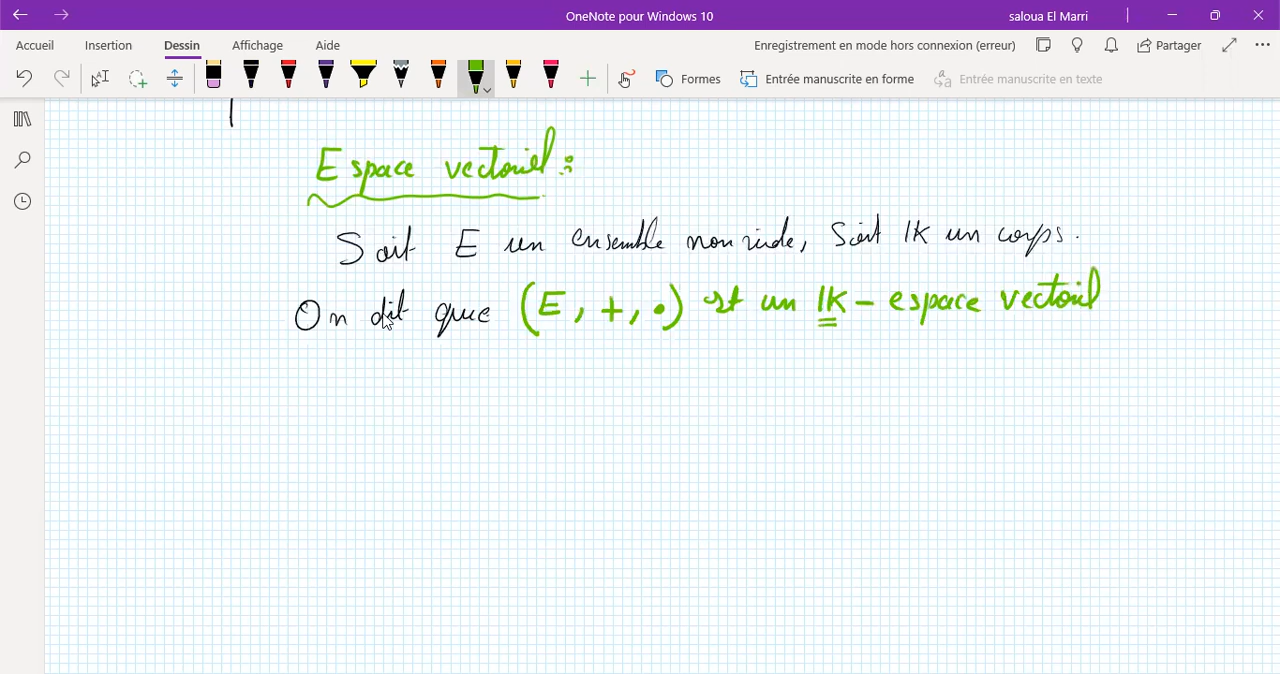 OneNote pour Windows 10
saloua El Marri
Accueil Insertion Dessin Affichage Aide Enregistrement en mode hors connexion (erreur) Partager
Formes Entrée manuscrite en forme Entrée manuscrite en texte
Espace vectoriel :
Soit E un ensemble non vide, Soit IK un corps.
On dit que (E, +, •) est un IK - espace vectoriel